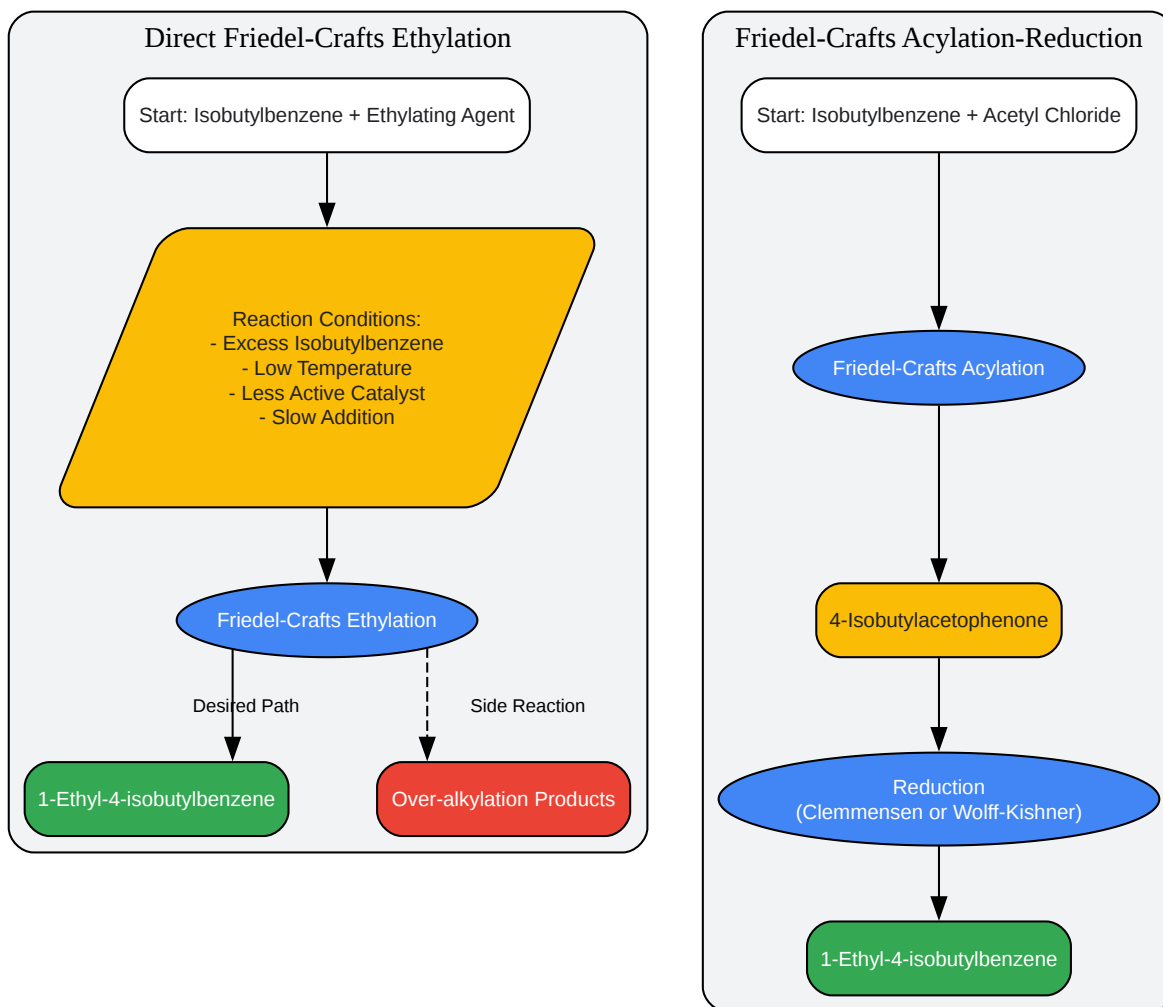 Direct Friedel-Crafts Ethylation
Start: Isobutylbenzene + Ethylating Agent
Reaction Conditions:
- Excess Isobutylbenzene
- Low Temperature
- Less Active Catalyst
- Slow Addition
Friedel-Crafts Ethylation
Desired Path
Side Reaction
1-Ethyl-4-isobutylbenzene
Over-alkylation Products
Friedel-Crafts Acylation-Reduction
Start: Isobutylbenzene + Acetyl Chloride
Friedel-Crafts Acylation
4-Isobutylacetophenone
Reduction
(Clemmensen or Wolff-Kishner)
1-Ethyl-4-isobutylbenzene